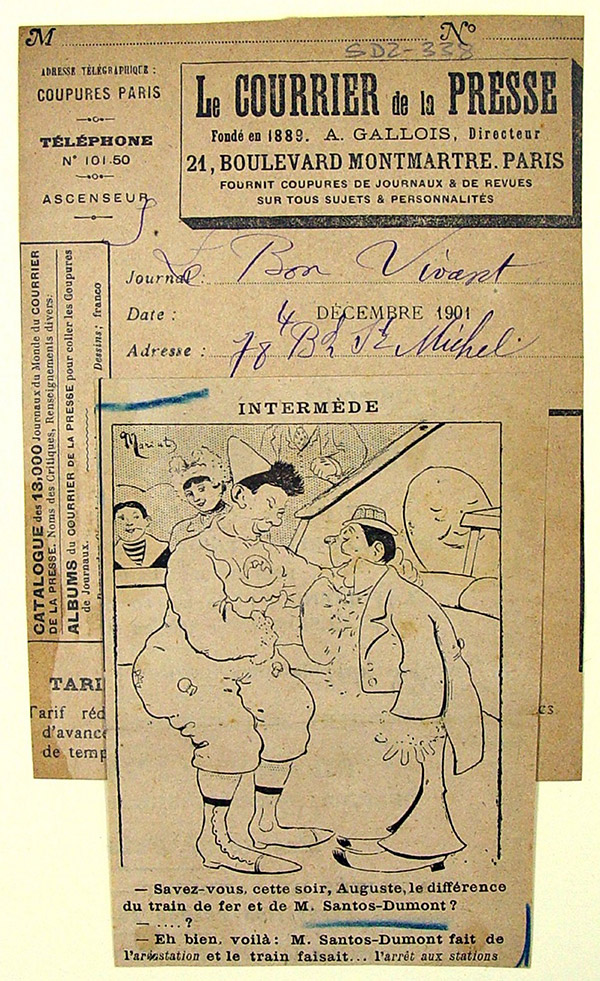 M
N°
SD2-338
ADRESSE TÉLÉGRAPHIQUE :
COUPURES PARIS
TÉLÉPHONE
N° 101.50
ASCENSEUR
LE COURRIER de la PRESSE
Fondé en 1889. A. GALLOIS, Directeur
21, BOULEVARD MONTMARTRE. PARIS
FOURNIT COUPURES DE JOURNAUX & DE REVUES
SUR TOUS SUJETS & PERSONNALITÉS
CATALOGUE des 13.000 Journaux du Monde du COURRIER
DE LA PRESSE. Noms des Critiques, Renseignements divers.
ALBUMS du COURRIER DE LA PRESSE pour coller les Coupures
de Journaux.
Dessins; franco
Journal : Le Bon Vivant
Date : 4 DÉCEMBRE 1901
Adresse : 78 Bd St Michel
TARI
Tarif réd
d'avance
de temp
INTERMÈDE
— Savez-vous, cette soir, Auguste, le différence
du train de fer et de M. Santos-Dumont ?
— .... ?
— Eh bien, voilà : M. Santos-Dumont fait de
et le train faisait... l'arrêt aux stations